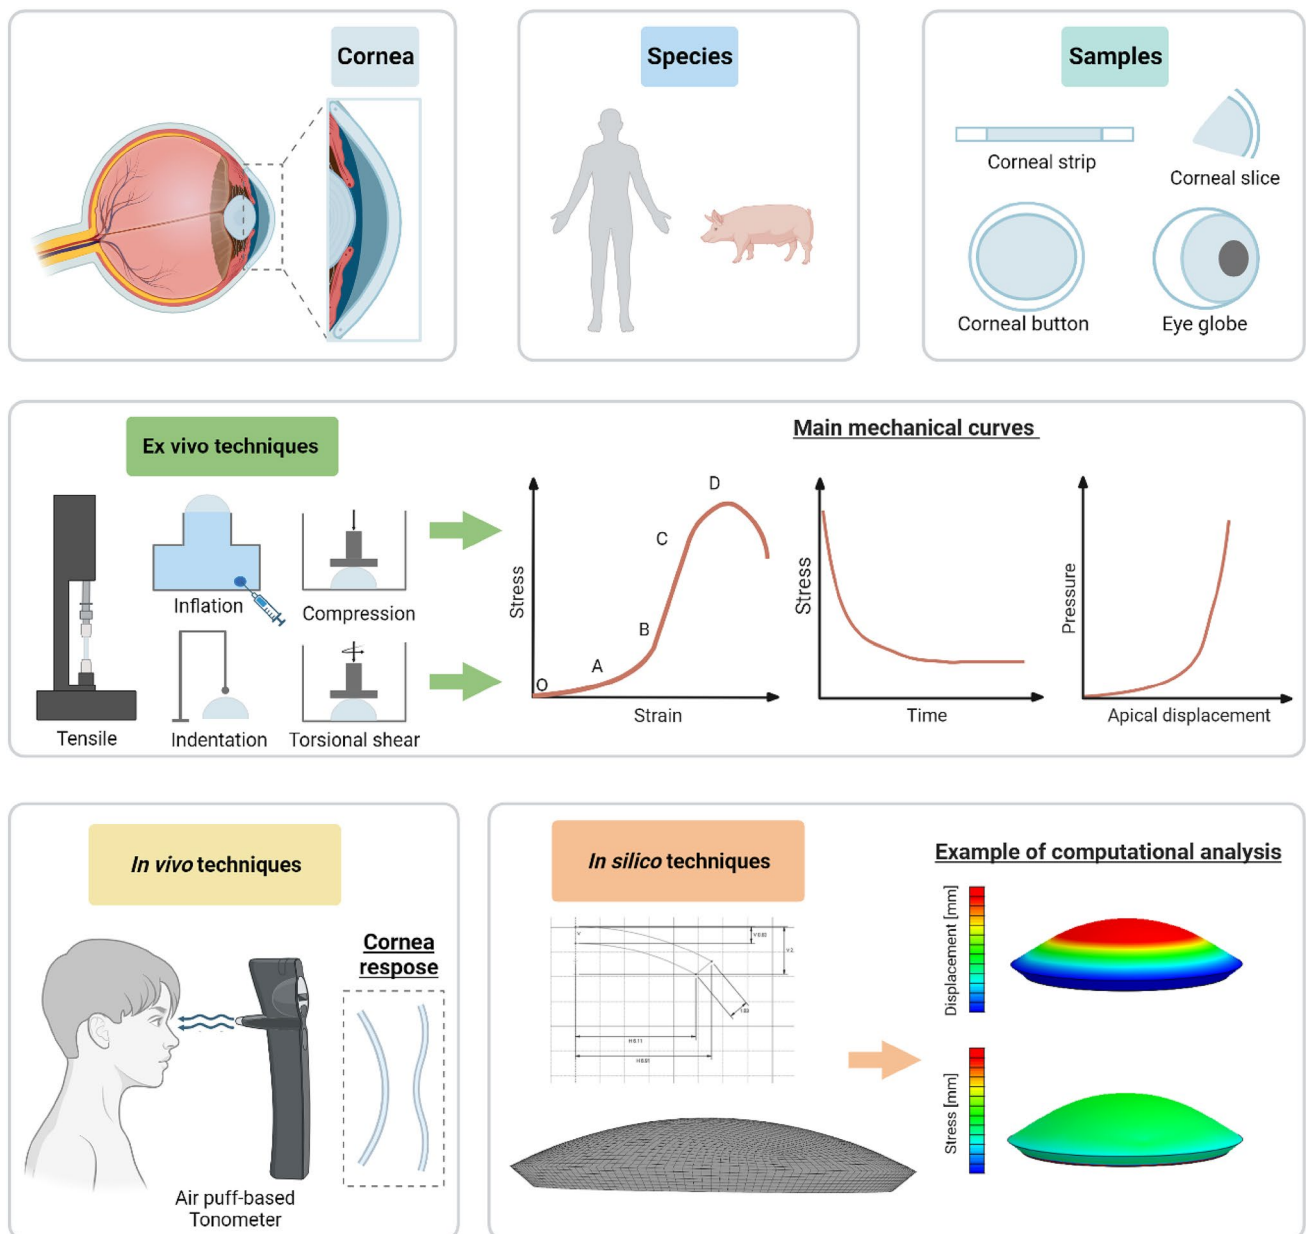 Cornea
Species
Samples
Corneal strip
Corneal slice
Corneal button
Eye globe
Ex vivo techniques
Tensile
Inflation
Compression
Indentation
Torsional shear
Main mechanical curves
Stress
O
A
B
C
D
Strain
Stress
Time
Pressure
Apical displacement
In vivo techniques
Cornea
respose
Air puff-based
Tonometer
In silico techniques
V
H
Example of computational analysis
Displacement [mm]
Stress [mm]